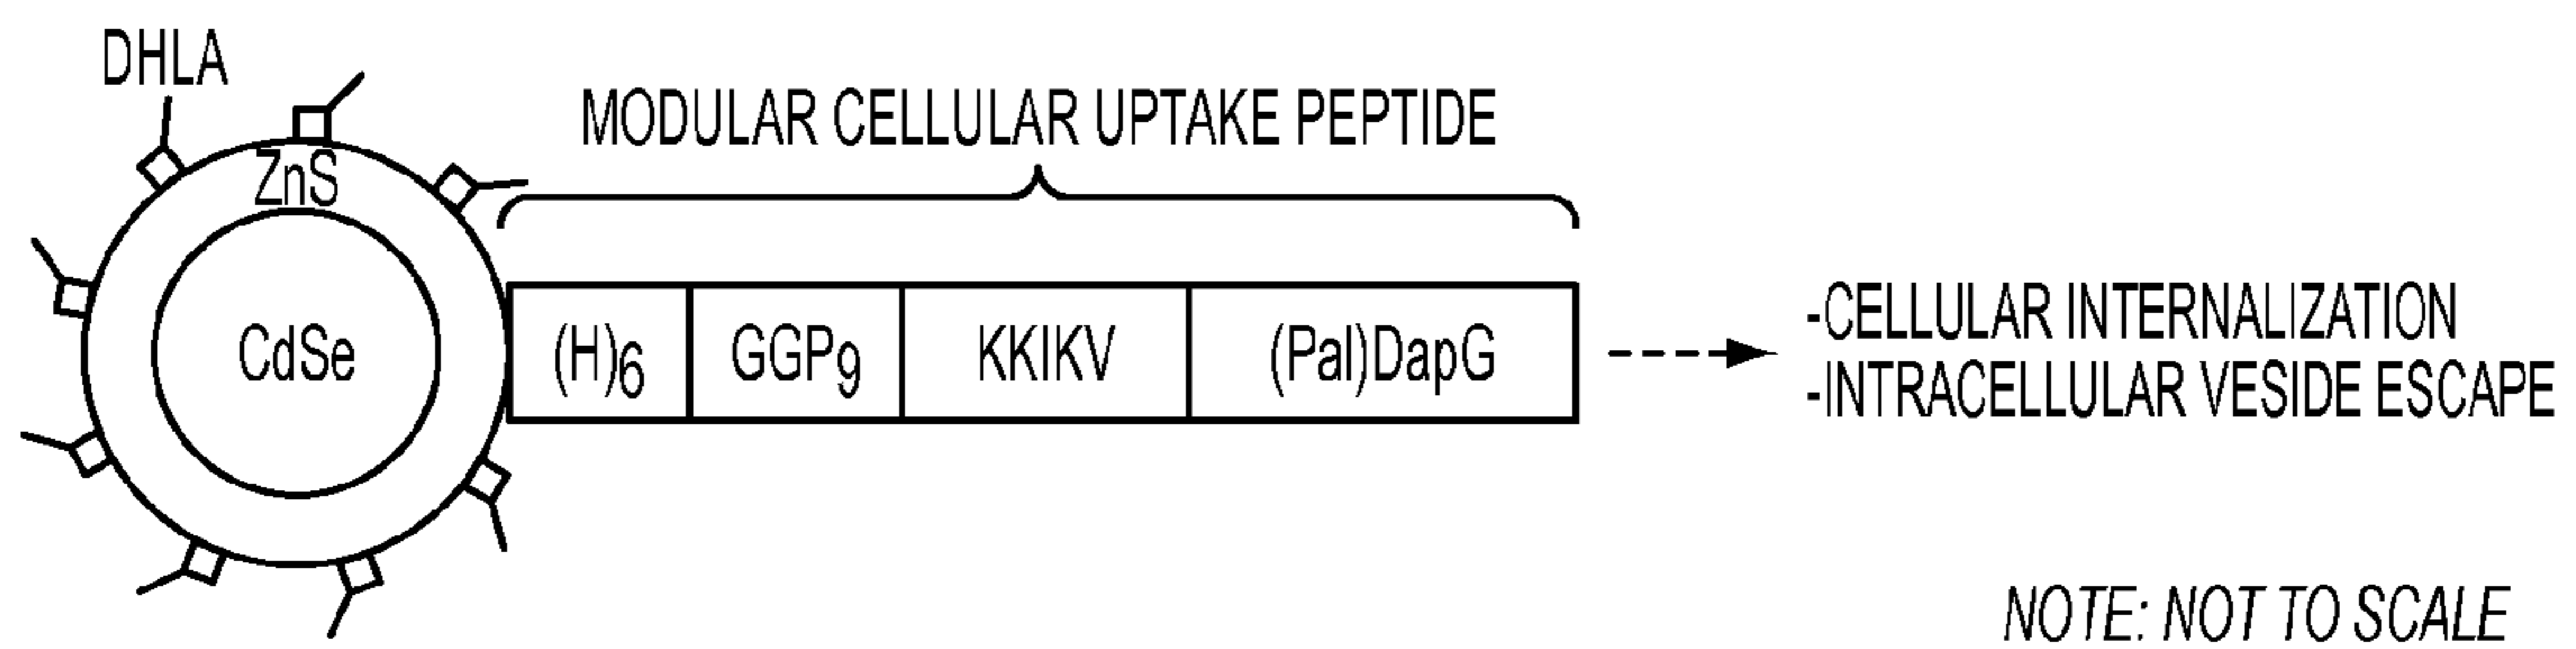 DHLA
MODULAR CELLULAR UPTAKE PEPTIDE
ZnS
CdSe
(H)6
GGP9
KKIKV
(Pal)DapG
-CELLULAR INTERNALIZATION
-INTRACELLULAR VESIDE ESCAPE
NOTE: NOT TO SCALE